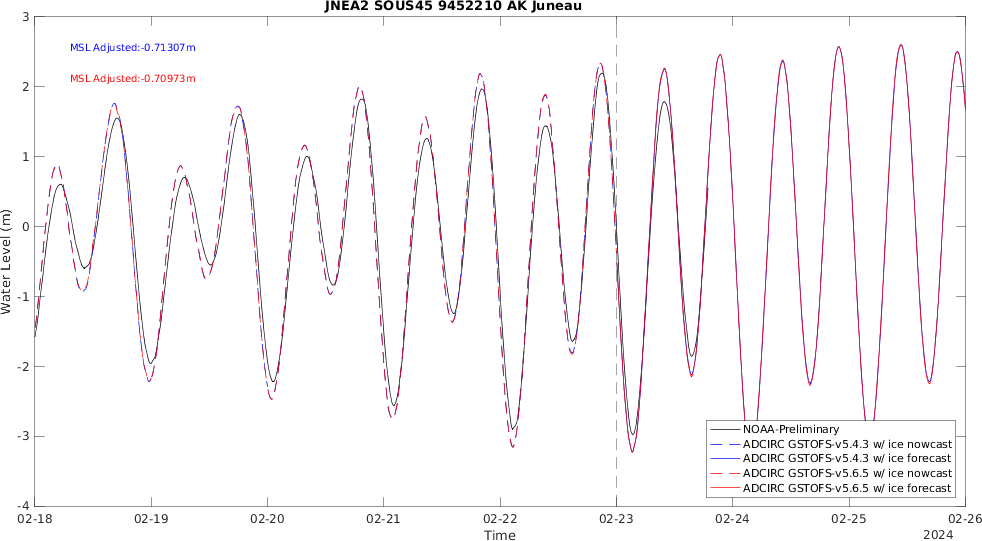 JNEA2 SOUS45 9452210 AK Juneau
MSL Adjusted:-0.71307m
MSL Adjusted:-0.70973m
Water Level (m)
3
2
1
0
-1
-2
-3
-4
NOAA-Preliminary
ADCIRC GSTOFS-v5.4.3 w/ ice nowcast
ADCIRC GSTOFS-v5.4.3 w/ ice forecast
ADCIRC GSTOFS-v5.6.5 w/ ice nowcast
ADCIRC GSTOFS-v5.6.5 w/ ice forecast
02-18 02-19 02-20 02-21 02-22 02-23 02-24 02-25 02-26
Time
2024